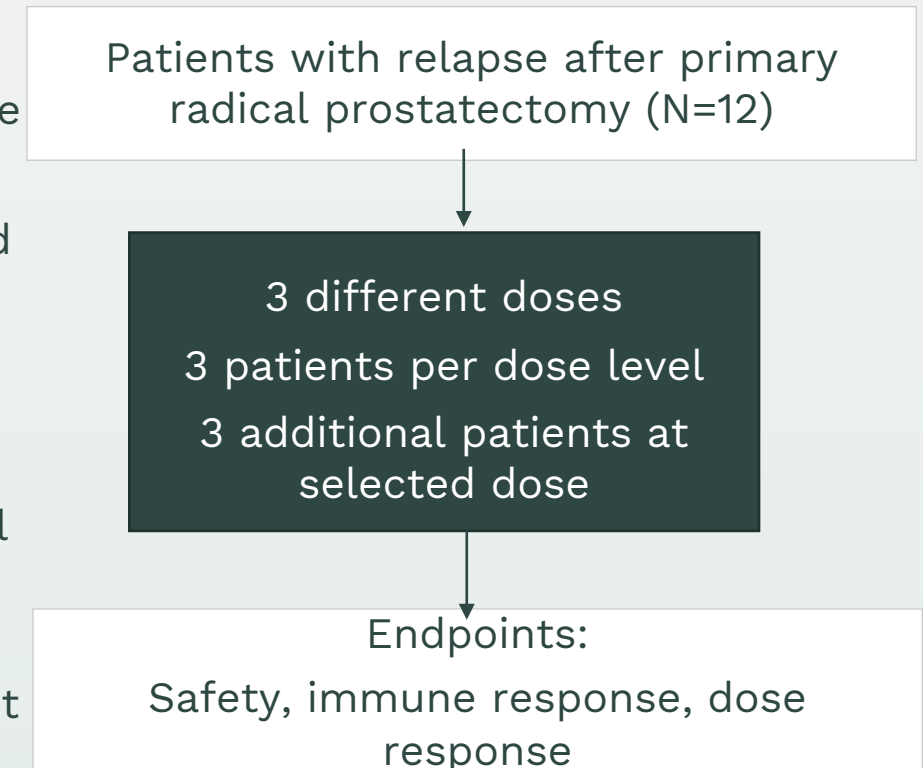 Patients with relapse after primary
radical prostatectomy (N=12)
3 different doses
3 patients per dose level
3 additional patients at
selected dose
Endpoints:
Safety, immune response, dose
response